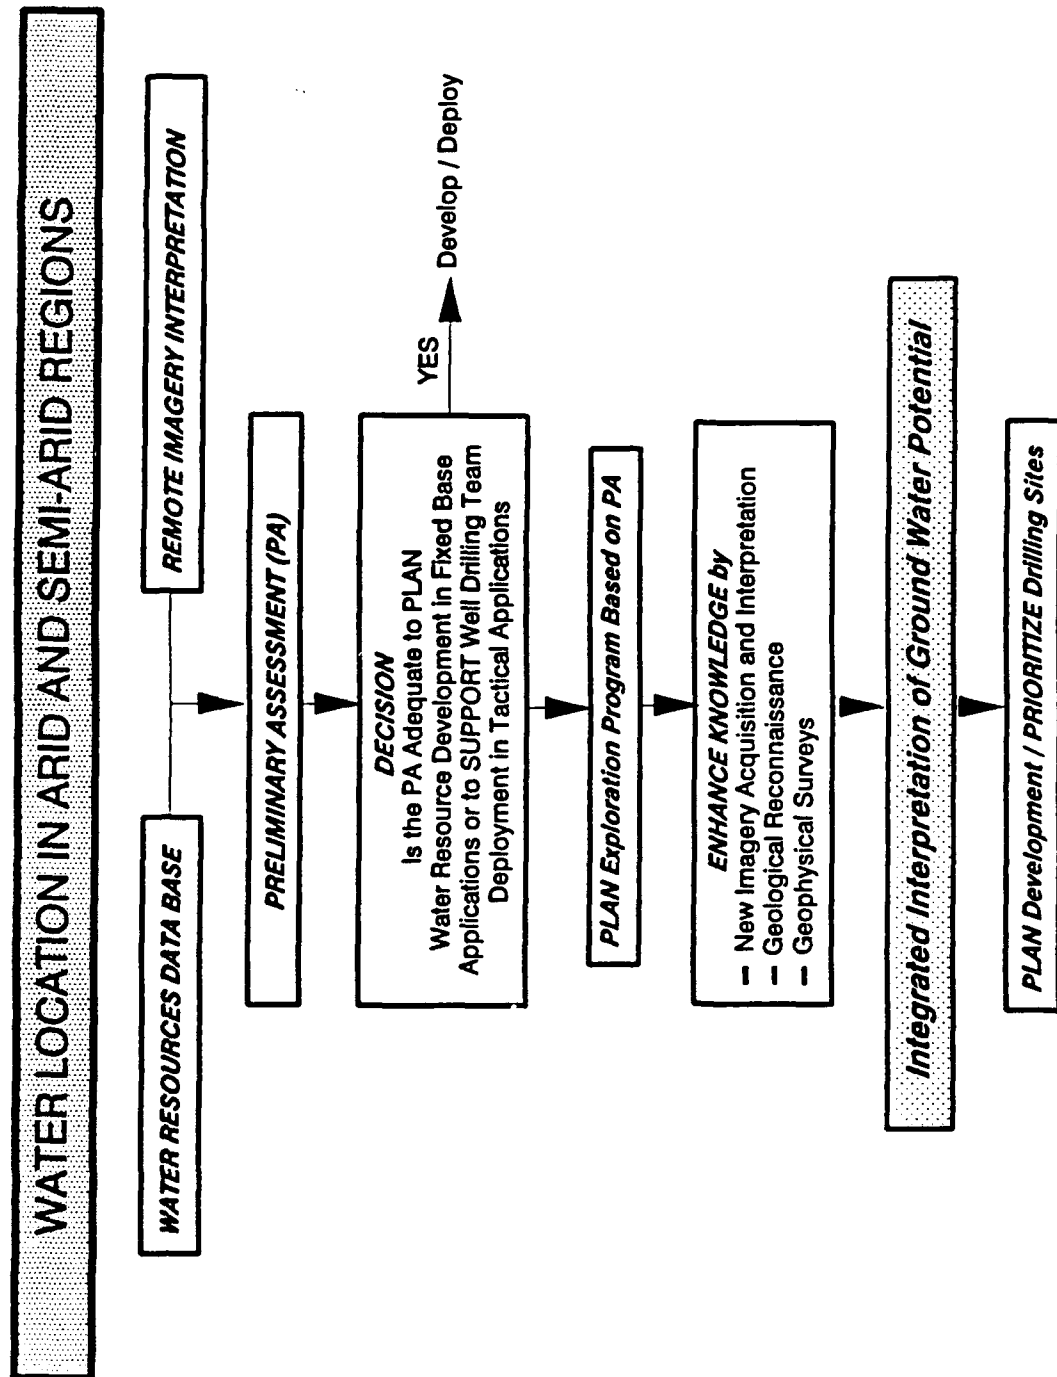 WATER LOCATION IN ARID AND SEMI-ARID REGIONS
WATER RESOURCES DATA BASE
REMOTE IMAGERY INTERPRETATION
PRELIMINARY ASSESSMENT (PA)
DECISION
Is the PA Adequate to PLAN
Water Resource Development in Fixed Base
Applications or to SUPPORT Well Drilling Team
Deployment in Tactical Applications
YES
Develop / Deploy
PLAN Exploration Program Based on PA
ENHANCE KNOWLEDGE by
– New Imagery Acquisition and Interpretation
– Geological Reconnaissance
– Geophysical Surveys
Integrated Interpretation of Ground Water Potential
PLAN Development / PRIORITIZE Drilling Sites